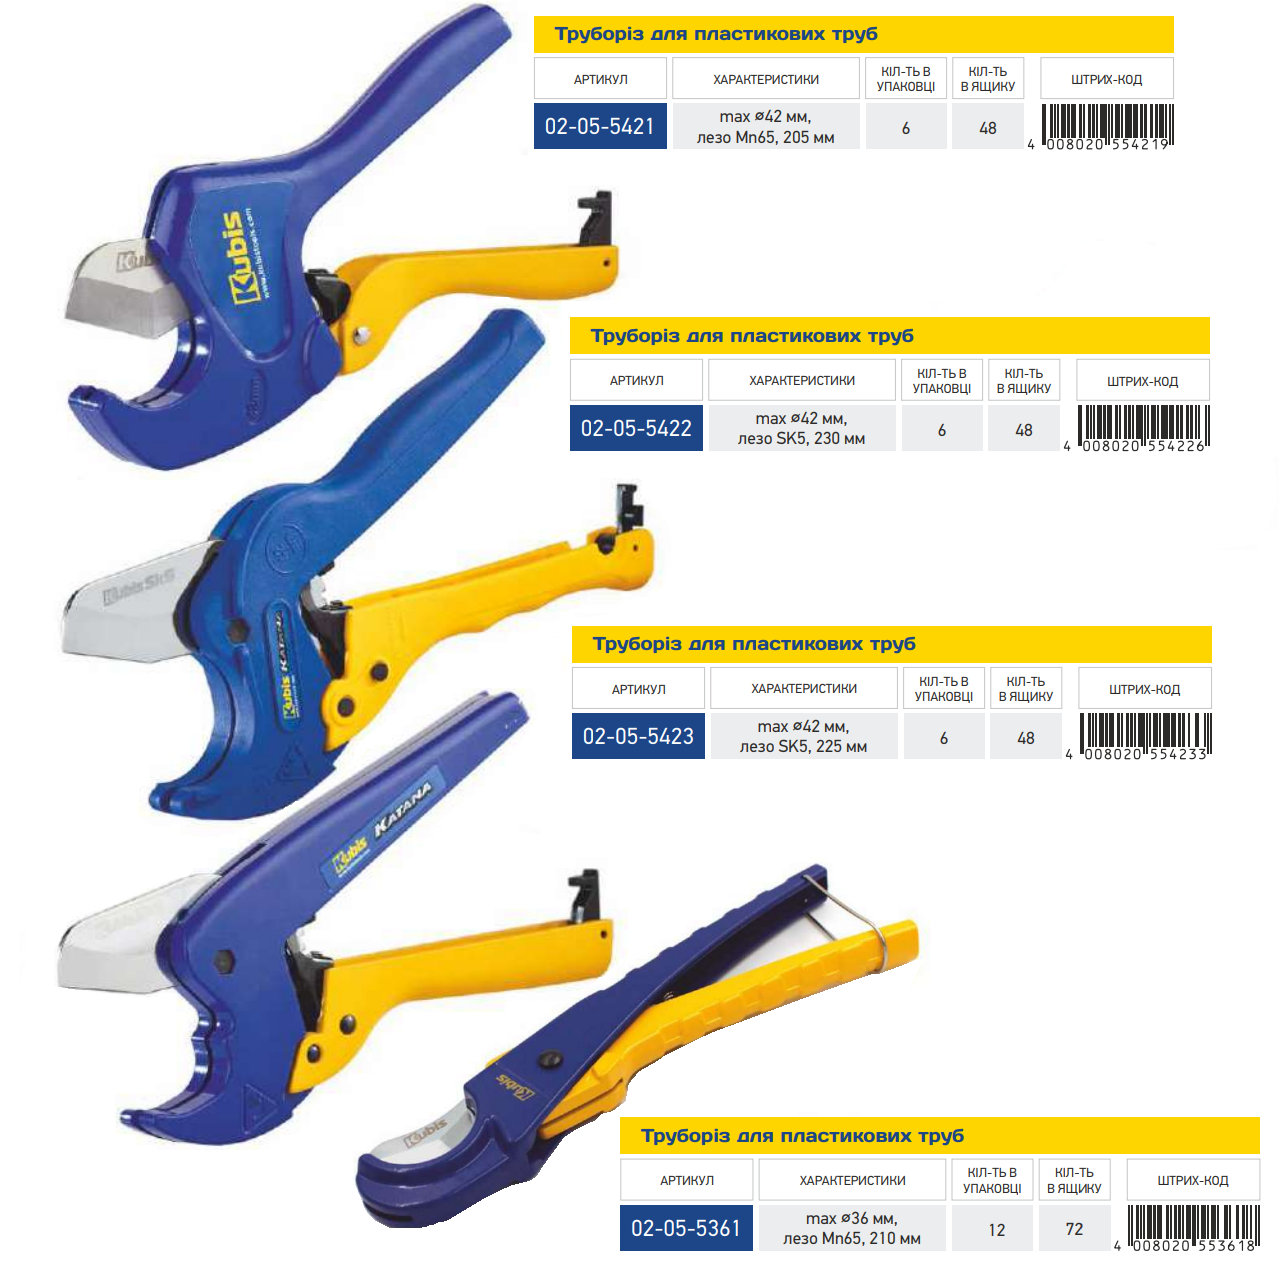 Труборіз для пластикових труб
АРТИКУЛ
ХАРАКТЕРИСТИКИ
КІЛ-ТЬ В
УПАКОВЦІ
КІЛ-ТЬ
В ЯЩИКУ
ШТРИХ-КОД
02-05-5421
max ⌀42 мм,
лезо Mn65, 205 мм
6
48
4 008020 554219
Kubis
www.kubistools.com
Kubis
Труборіз для пластикових труб
АРТИКУЛ
ХАРАКТЕРИСТИКИ
КІЛ-ТЬ В
УПАКОВЦІ
КІЛ-ТЬ
В ЯЩИКУ
ШТРИХ-КОД
02-05-5422
max ⌀42 мм,
лезо SK5, 230 мм
6
48
4 008020 554226
Kubis SK5
Kubis KATANA
Труборіз для пластикових труб
АРТИКУЛ
ХАРАКТЕРИСТИКИ
КІЛ-ТЬ В
УПАКОВЦІ
КІЛ-ТЬ
В ЯЩИКУ
ШТРИХ-КОД
02-05-5423
max ⌀42 мм,
лезо SK5, 225 мм
6
48
4 008020 554233
Kubis KATANA
Kubis
Kubis
Труборіз для пластикових труб
АРТИКУЛ
ХАРАКТЕРИСТИКИ
КІЛ-ТЬ В
УПАКОВЦІ
КІЛ-ТЬ
В ЯЩИКУ
ШТРИХ-КОД
02-05-5361
max ⌀36 мм,
лезо Mn65, 210 мм
12
72
4 008020 553618